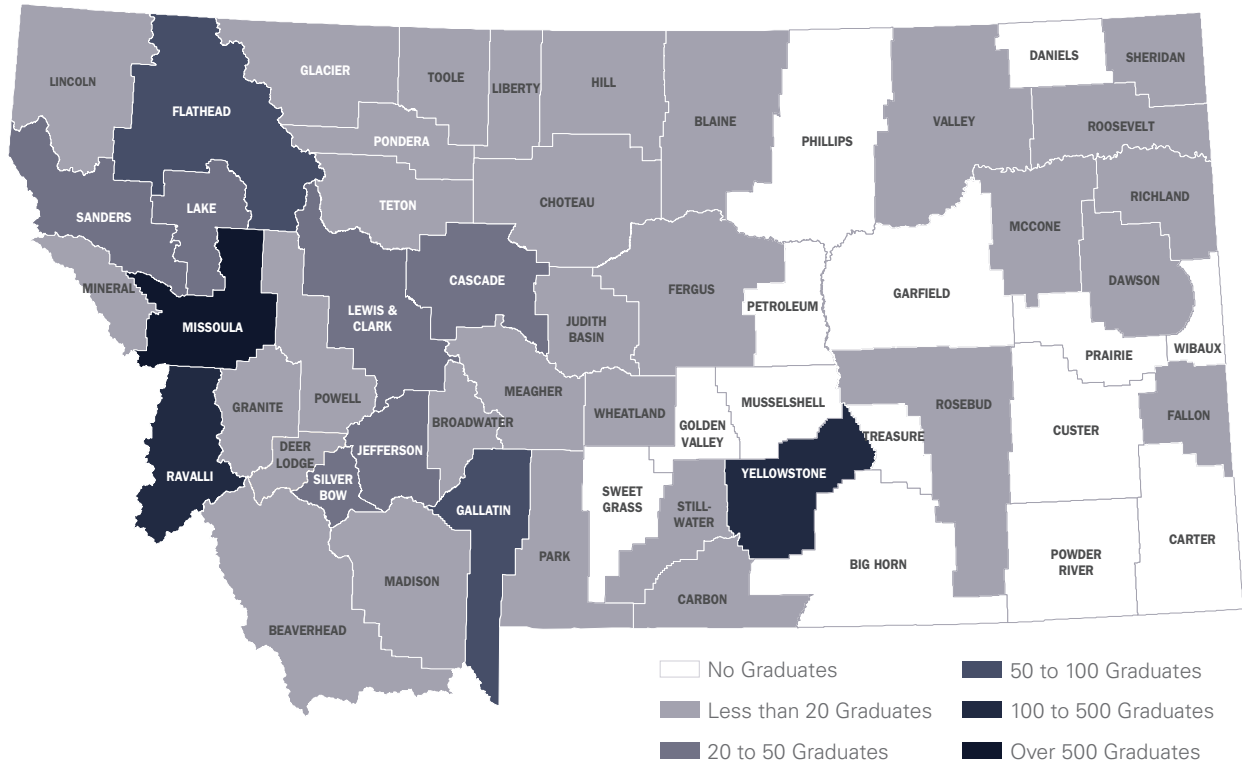 DANIELS
SHERIDAN
GLACIER
LINCOLN
TOOLE
LIBERTY
HILL
FLATHEAD
BLAINE
VALLEY
ROOSEVELT
PONDERA
PHILLIPS
RICHLAND
TETON
CHOTEAU
LAKE
SANDERS
MCCONE
CASCADE
DAWSON
MINERAL
FERGUS
GARFIELD
PETROLEUM
LEWIS &
CLARK
MISSOULA
JUDITH
BASIN
WIBAUX
PRAIRIE
MEAGHER
POWELL
GRANITE
MUSSELSHELL
ROSEBUD
WHEATLAND
FALLON
BROADWATER
GOLDEN
VALLEY
CUSTER
TREASURE
DEER
LODGE
JEFFERSON
YELLOWSTONE
RAVALLI
SILVER
BOW
SWEET
GRASS
GALLATIN
STILL-
WATER
CARTER
PARK
POWDER
RIVER
BIG HORN
MADISON
CARBON
BEAVERHEAD
No Graduates
Less than 20 Graduates
20 to 50 Graduates
50 to 100 Graduates
100 to 500 Graduates
Over 500 Graduates